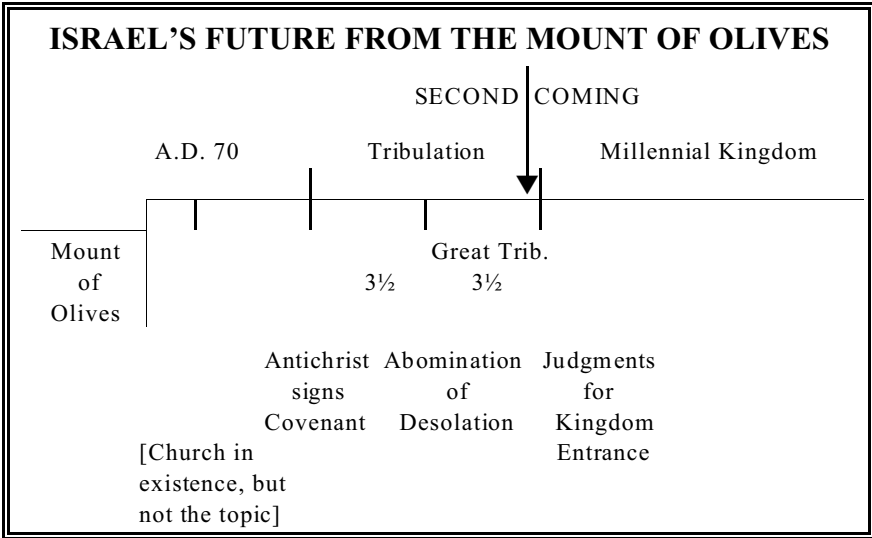 ISRAEL'S FUTURE FROM THE MOUNT OF OLIVES
SECOND COMING
A.D. 70 Tribulation Millennial Kingdom
Mount
of
Olives
Great Trib.
3½ 3½
Antichrist
signs
Covenant
Abomination
of
Desolation
Judgments
for
Kingdom
Entrance
[Church in
existence, but
not the topic]